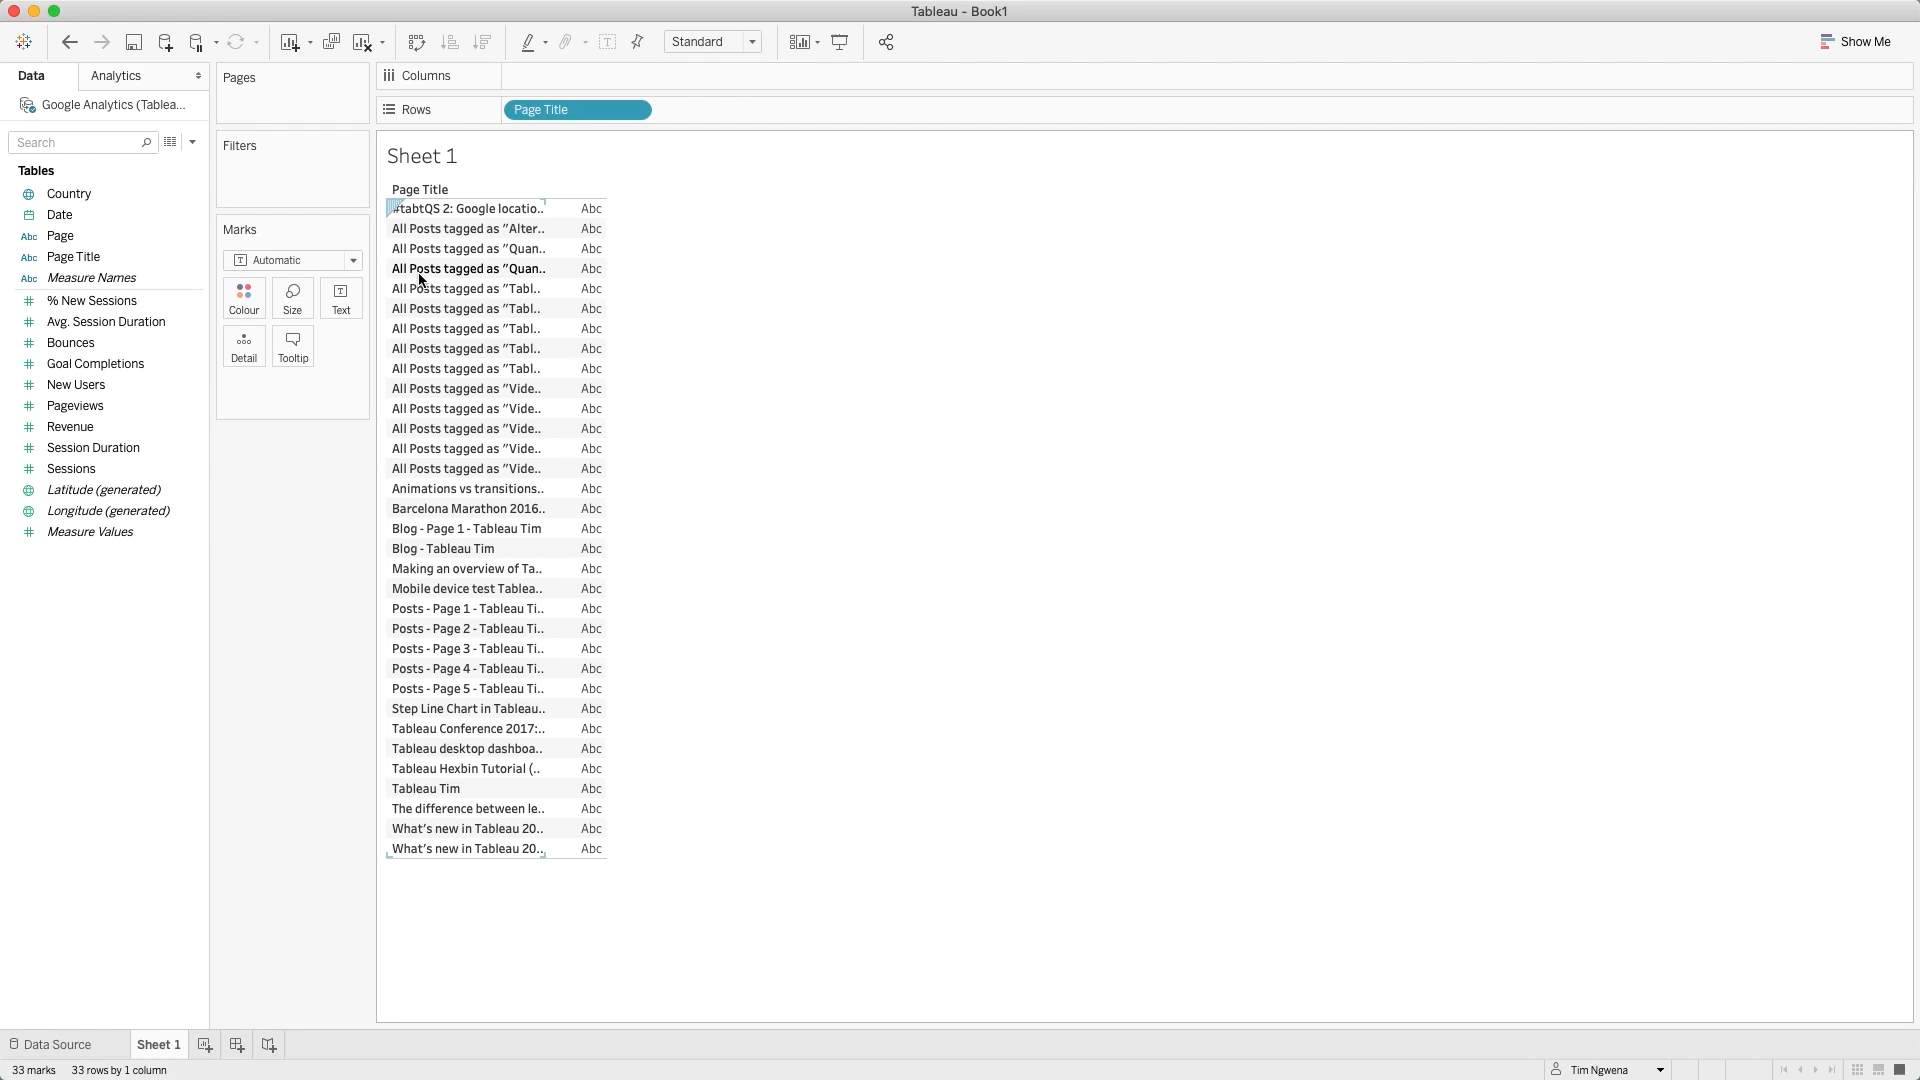 Tableau - Book1
Standard
Show Me
Data
Analytics
Google Analytics (Tablea...
Search
Tables
Country
Date
Abc Page
Abc Page Title
Abc Measure Names
% New Sessions
Avg. Session Duration
Bounces
Goal Completions
New Users
Pageviews
Revenue
Session Duration
Sessions
Latitude (generated)
Longitude (generated)
Measure Values
Pages
Filters
Marks
Automatic
Colour
Size
Text
Detail
Tooltip
Columns
Rows
Page Title
Sheet 1
Page Title
#tabtQS 2: Google locatio.. Abc
All Posts tagged as "Alter.. Abc
All Posts tagged as "Quan.. Abc
All Posts tagged as "Quan.. Abc
All Posts tagged as "Tabl.. Abc
All Posts tagged as "Tabl.. Abc
All Posts tagged as "Tabl.. Abc
All Posts tagged as "Tabl.. Abc
All Posts tagged as "Tabl.. Abc
All Posts tagged as "Vide.. Abc
All Posts tagged as "Vide.. Abc
All Posts tagged as "Vide.. Abc
All Posts tagged as "Vide.. Abc
All Posts tagged as "Vide.. Abc
Animations vs transitions.. Abc
Barcelona Marathon 2016.. Abc
Blog - Page 1 - Tableau Tim Abc
Blog - Tableau Tim Abc
Making an overview of Ta.. Abc
Mobile device test Tablea.. Abc
Posts - Page 1 - Tableau Ti.. Abc
Posts - Page 2 - Tableau Ti.. Abc
Posts - Page 3 - Tableau Ti.. Abc
Posts - Page 4 - Tableau Ti.. Abc
Posts - Page 5 - Tableau Ti.. Abc
Step Line Chart in Tableau.. Abc
Tableau Conference 2017:.. Abc
Tableau desktop dashboa.. Abc
Tableau Hexbin Tutorial (.. Abc
Tableau Tim Abc
The difference between le.. Abc
What's new in Tableau 20.. Abc
What's new in Tableau 20.. Abc
Data Source
Sheet 1
33 marks
33 rows by 1 column
Tim Ngwena